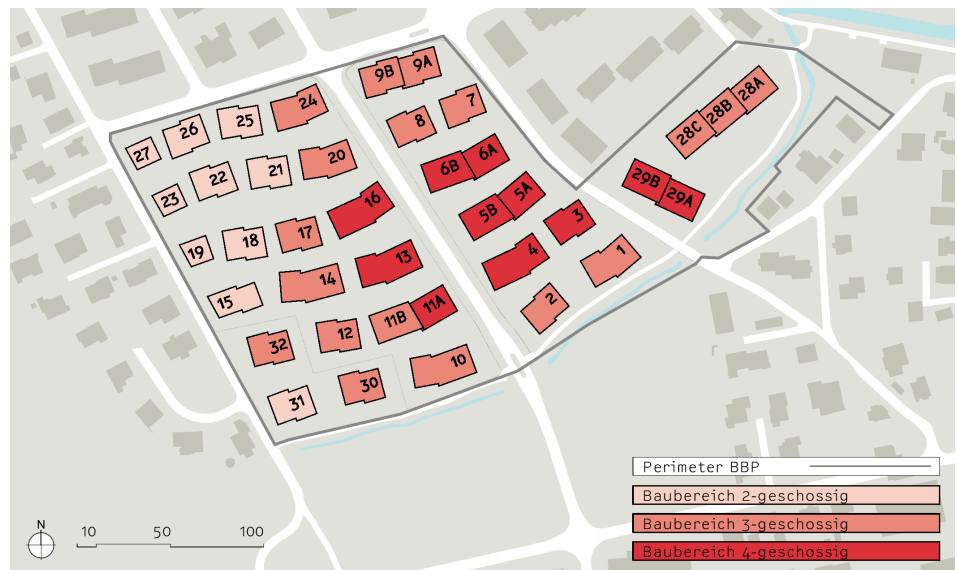 9B 9A
28A
28B
28C
24
7
8
25
26
27
20
6A
6B
21
22
29B
29A
23
16
5A
5B
3
17
18
19
4
1
13
14
15
2
11A
11B
12
32
10
30
31
N
10 50 100
Perimeter BBP
Baubereich 2-geschossig
Baubereich 3-geschossig
Baubereich 4-geschossig